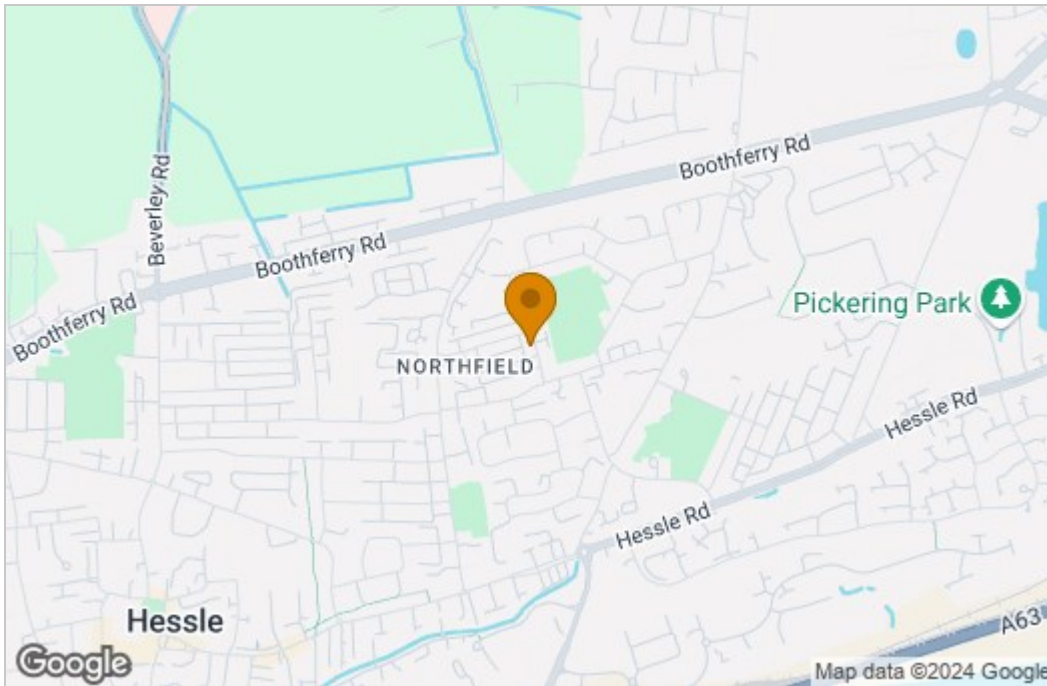 Boothferry Rd
Beverley Rd
Boothferry Rd
Boothferry Rd
Pickering Park
NORTHFIELD
Hessle Rd
Hessle Rd
Hessle
A63
Google
Map data ©2024 Google